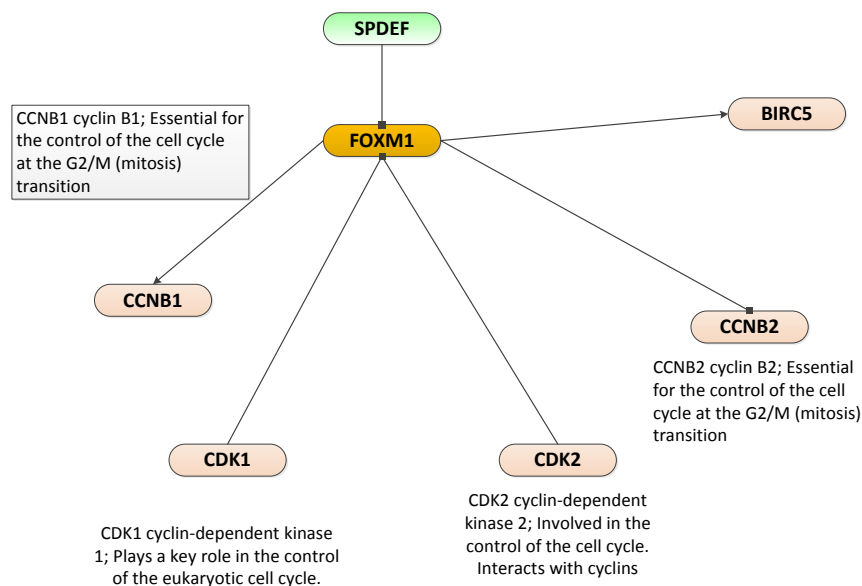 SPDEF
CCNB1 cyclin B1; Essential for
the control of the cell cycle
at the G2/M (mitosis)
transition
FOXM1
BIRC5
CCNB1
CCNB2
CCNB2 cyclin B2; Essential
for the control of the cell
cycle at the G2/M (mitosis)
transition
CDK1
CDK2
CDK1 cyclin-dependent kinase
1; Plays a key role in the control
of the eukaryotic cell cycle.
CDK2 cyclin-dependent
kinase 2; Involved in the
control of the cell cycle.
Interacts with cyclins